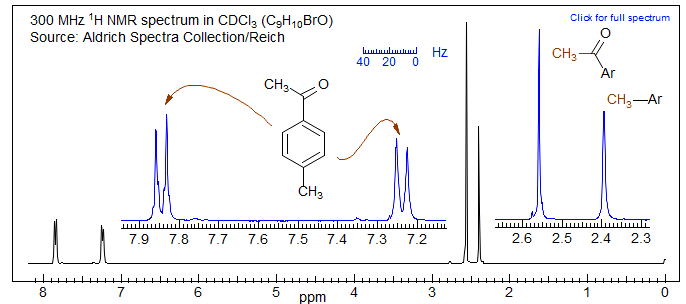 300 MHz ¹H NMR spectrum in CDCl₃ (C₉H₁₀BrO)
Source: Aldrich Spectra Collection/Reich
Click for full spectrum
40 20 0 Hz
CH₃ O
CH₃
CH₃ O
Ar
CH₃—Ar
7.9 7.8 7.7 7.6 7.5 7.4 7.3 7.2
2.6 2.5 2.4 2.3
8 7 6 5 4 3 2 1 0
ppm